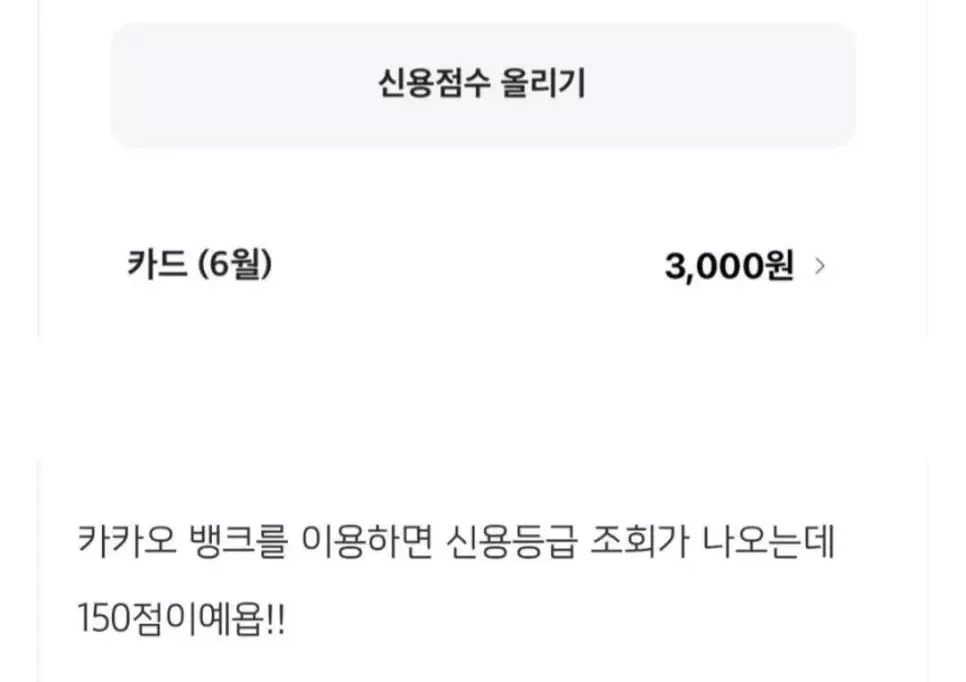 신용점수 올리기
카드 (6월) 3,000원 >
카카오 뱅크를 이용하면 신용등급 조회가 나오는데
150점이예욥!!